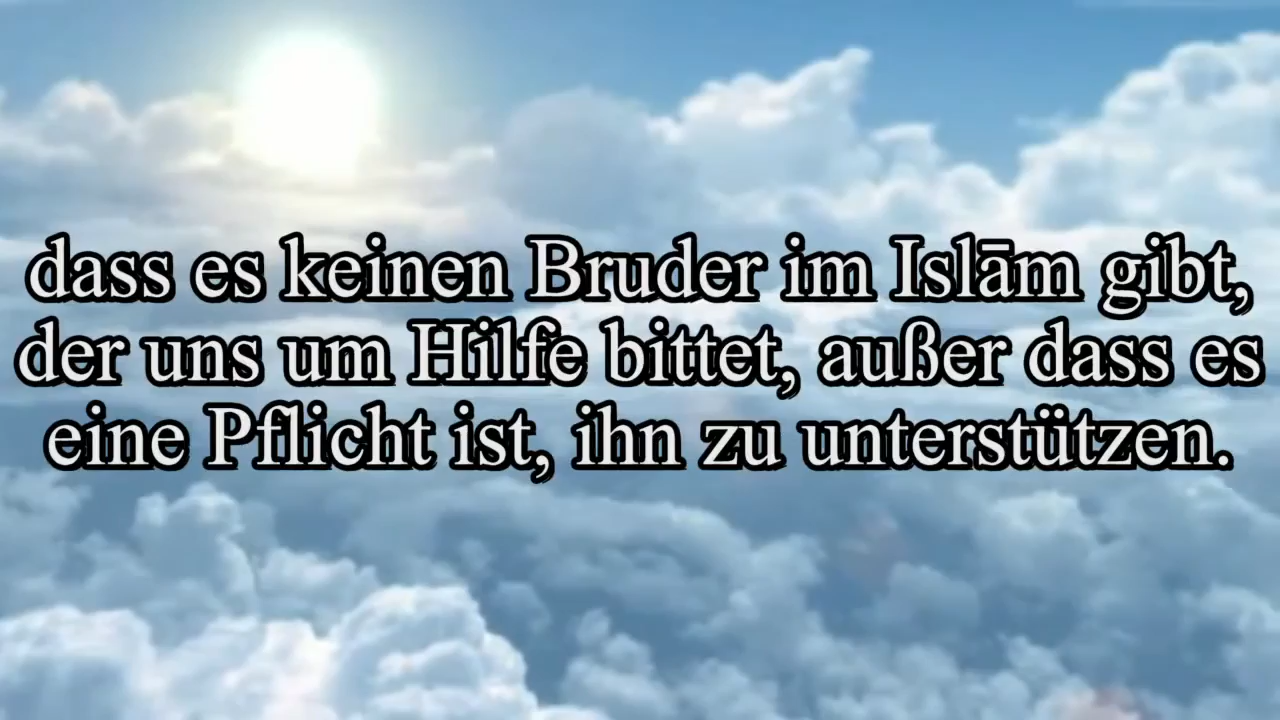 dass es keinen Bruder im Islām gibt,
der uns um Hilfe bittet, außer dass es
eine Pflicht ist, ihn zu unterstützen.